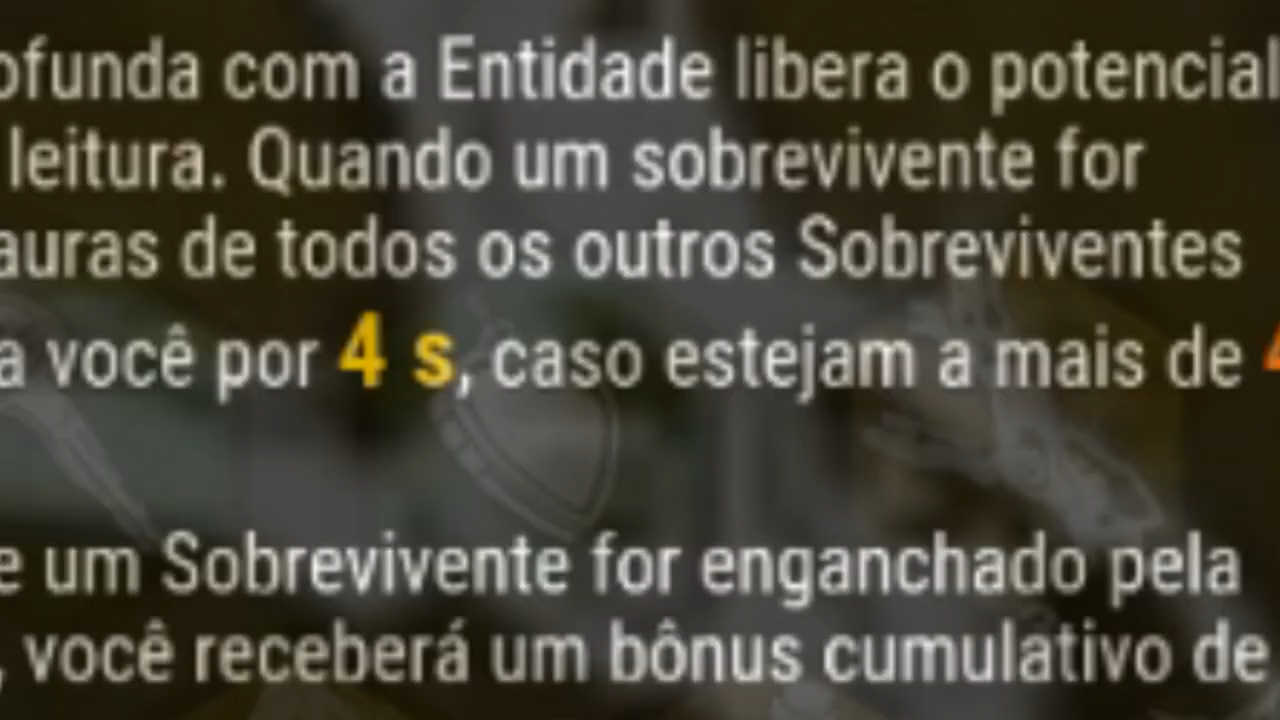 ofunda com a Entidade libera o potencial
leitura. Quando um sobrevivente for
auras de todos os outros Sobreviventes
a você por 4 s, caso estejam a mais de
e um Sobrevivente for enganchado pela
, você receberá um bônus cumulativo de